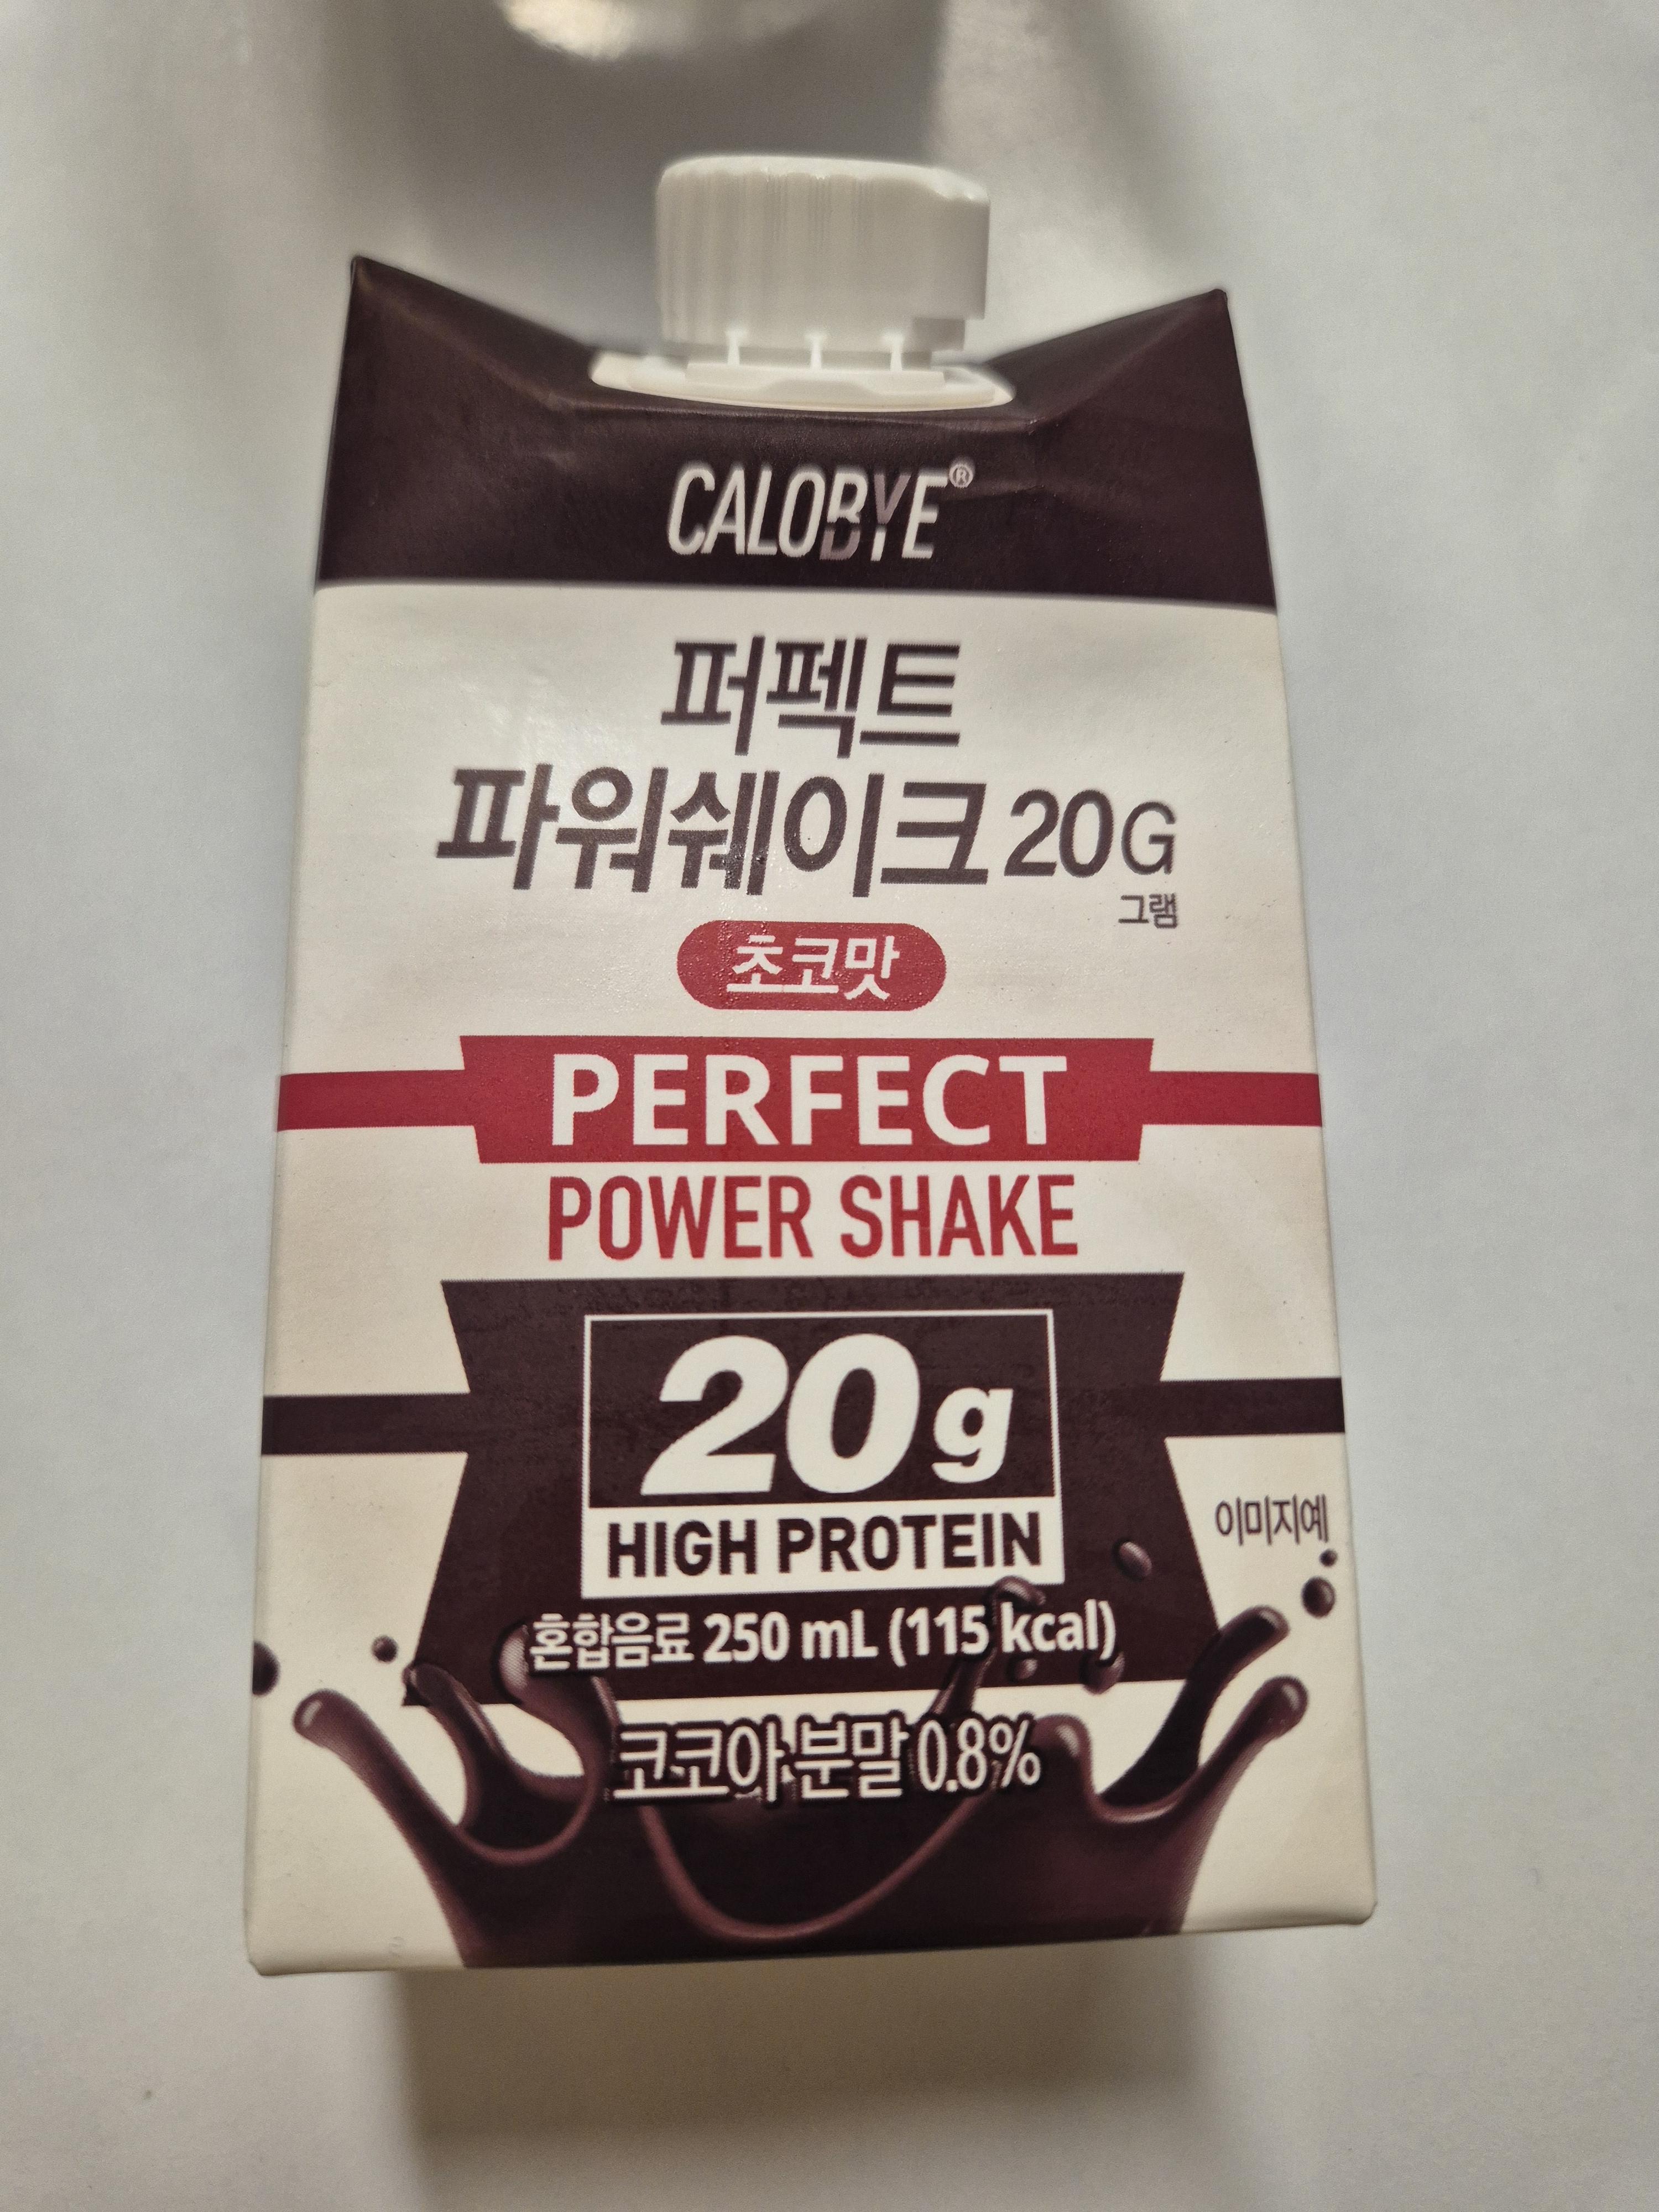 CALOBYE®
퍼펙트
파워쉐이크 20G
그램
초코맛
PERFECT
POWER SHAKE
20g
HIGH PROTEIN
이미지예
혼합음료 250 mL (115 kcal)
코코아 분말 0.8%